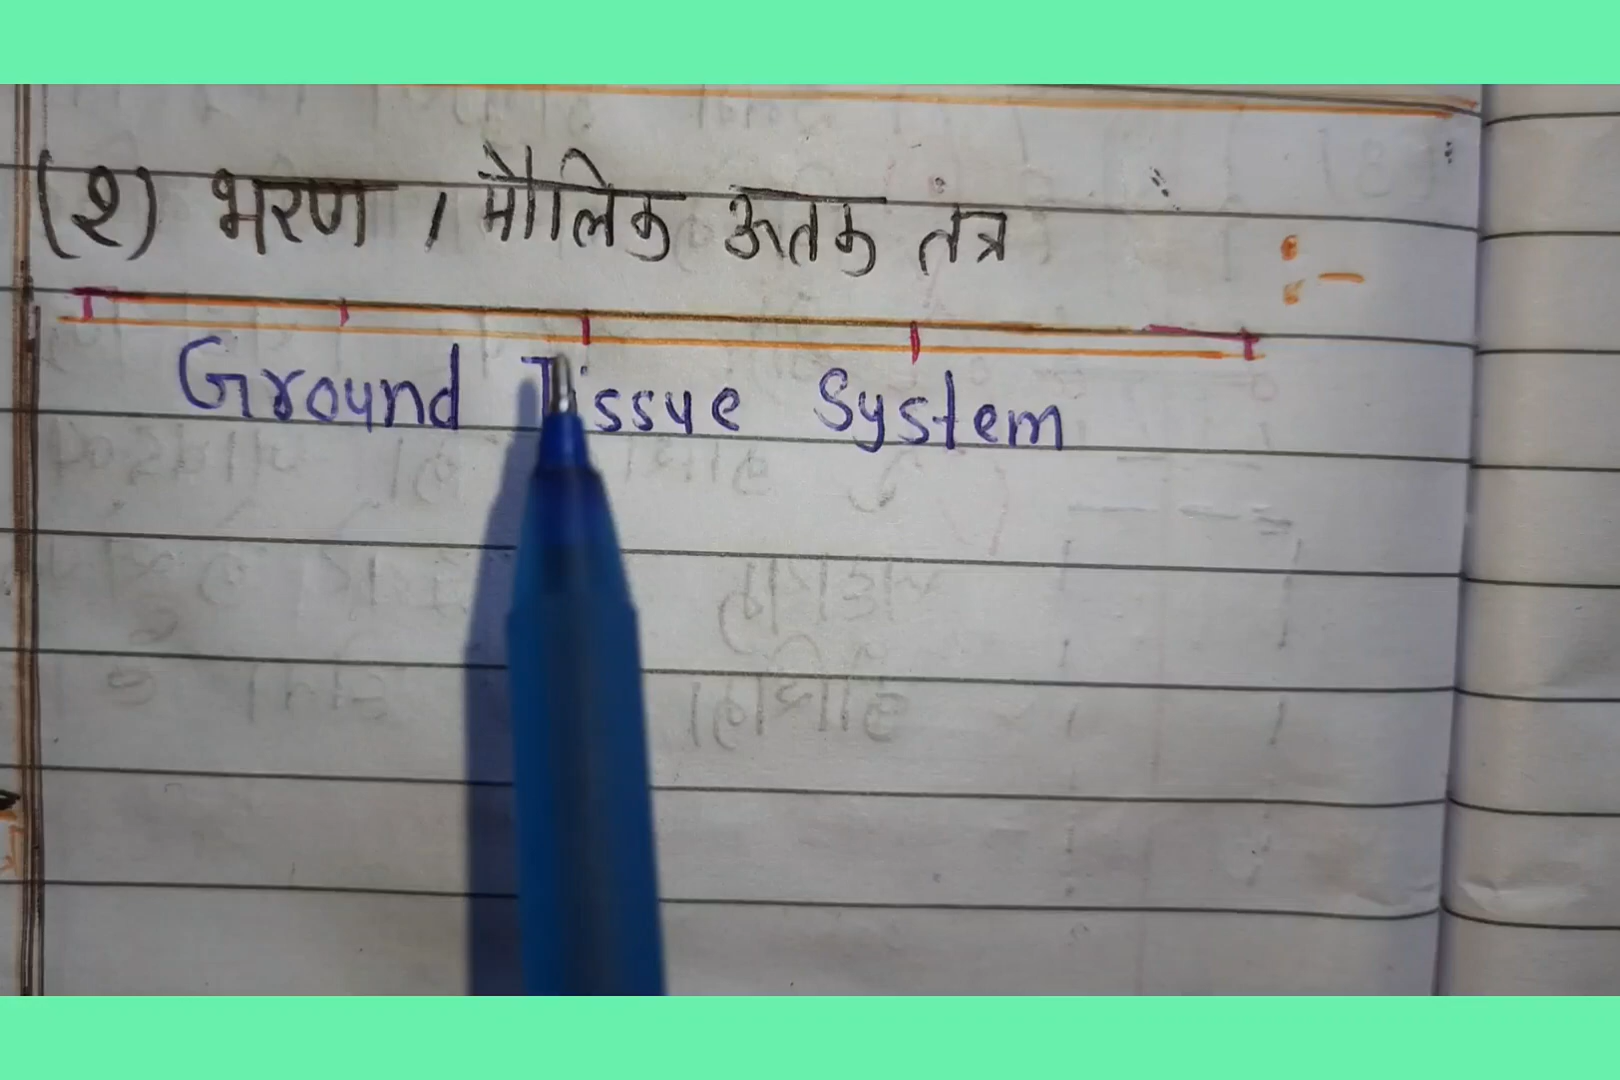 (२) भरण / मौलिक ऊतक तंत्र :-
Ground Tissue System